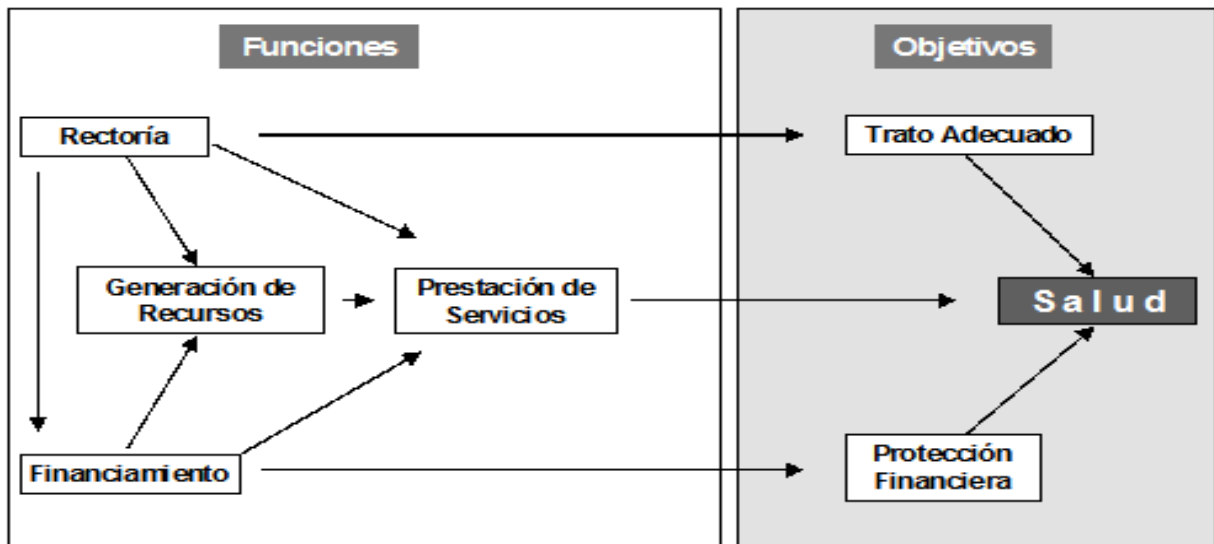 Funciones
Objetivos
Rectoría
Trato Adecuado
Generación de
Recursos
Prestación de
Servicios
Salud
Financiamiento
Protección
Financiera